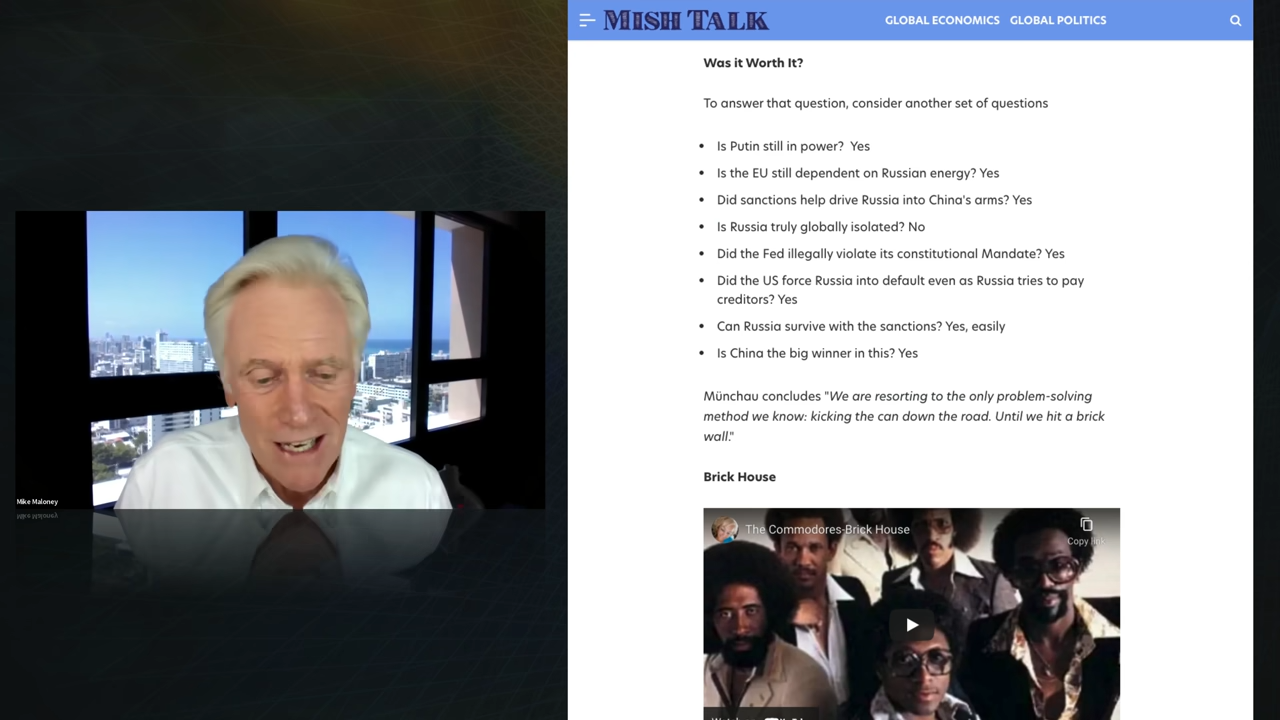 MISH TALK
GLOBAL ECONOMICS GLOBAL POLITICS
Was it Worth It?
To answer that question, consider another set of questions
• Is Putin still in power?  Yes
• Is the EU still dependent on Russian energy? Yes
• Did sanctions help drive Russia into China's arms? Yes
• Is Russia truly globally isolated? No
• Did the Fed illegally violate its constitutional Mandate? Yes
• Did the US force Russia into default even as Russia tries to pay
creditors? Yes
• Can Russia survive with the sanctions? Yes, easily
• Is China the big winner in this? Yes
Münchau concludes "We are resorting to the only problem-solving
method we know: kicking the can down the road. Until we hit a brick
wall."
Brick House
The Commodores-Brick House
Copy link
Mike Maloney